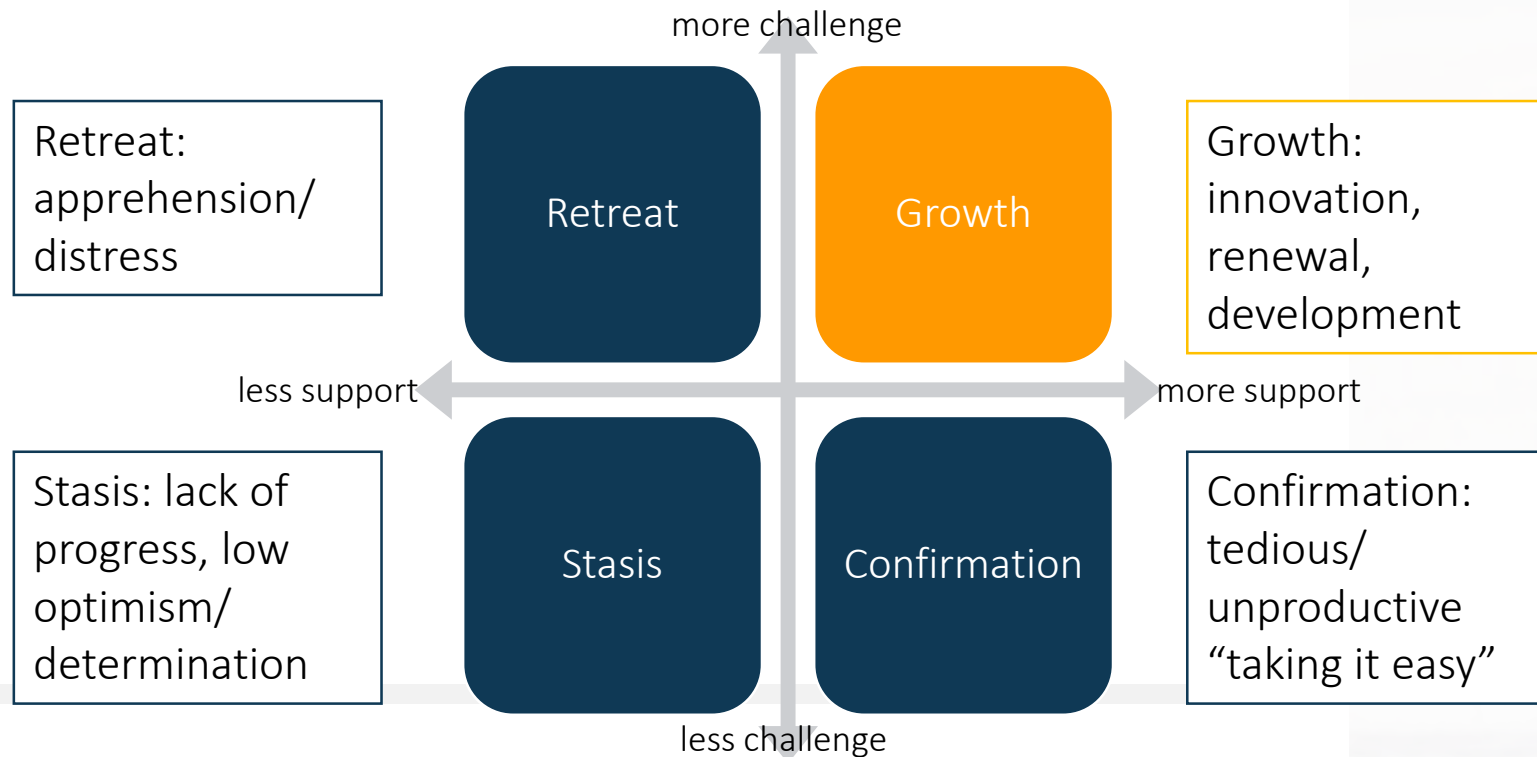 more challenge
Retreat:
apprehension/
distress
Retreat
Growth
Growth:
innovation,
renewal,
development
less support
more support
Stasis: lack of
progress, low
optimism/
determination
Stasis
Confirmation
Confirmation:
tedious/
unproductive
“taking it easy”
less challenge